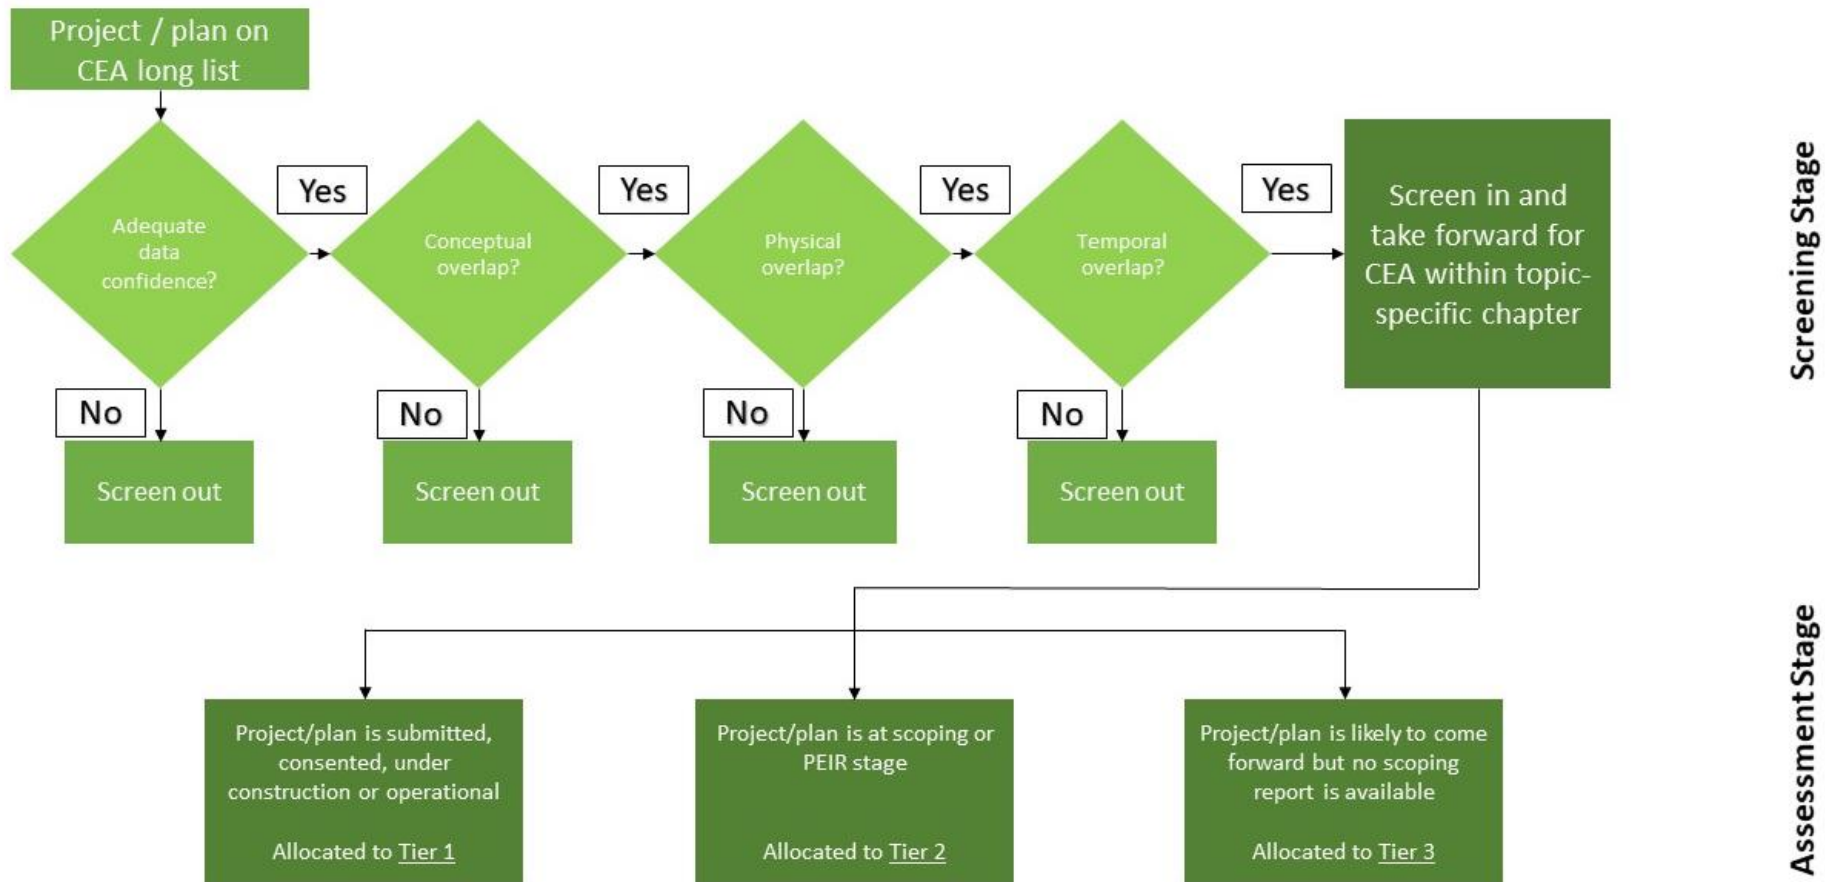 Project / plan on
CEA long list
Adequate
data
confidence?
Yes
Conceptual
overlap?
Yes
Physical
overlap?
Yes
Temporal
overlap?
Yes
Screen in and
take forward for
CEA within topic-
specific chapter
No
Screen out
No
Screen out
No
Screen out
No
Screen out
Screening Stage
Project/plan is submitted,
consented, under
construction or operational
Allocated to Tier 1
Project/plan is at scoping or
PEIR stage
Allocated to Tier 2
Project/plan is likely to come
forward but no scoping
report is available
Allocated to Tier 3
Assessment Stage